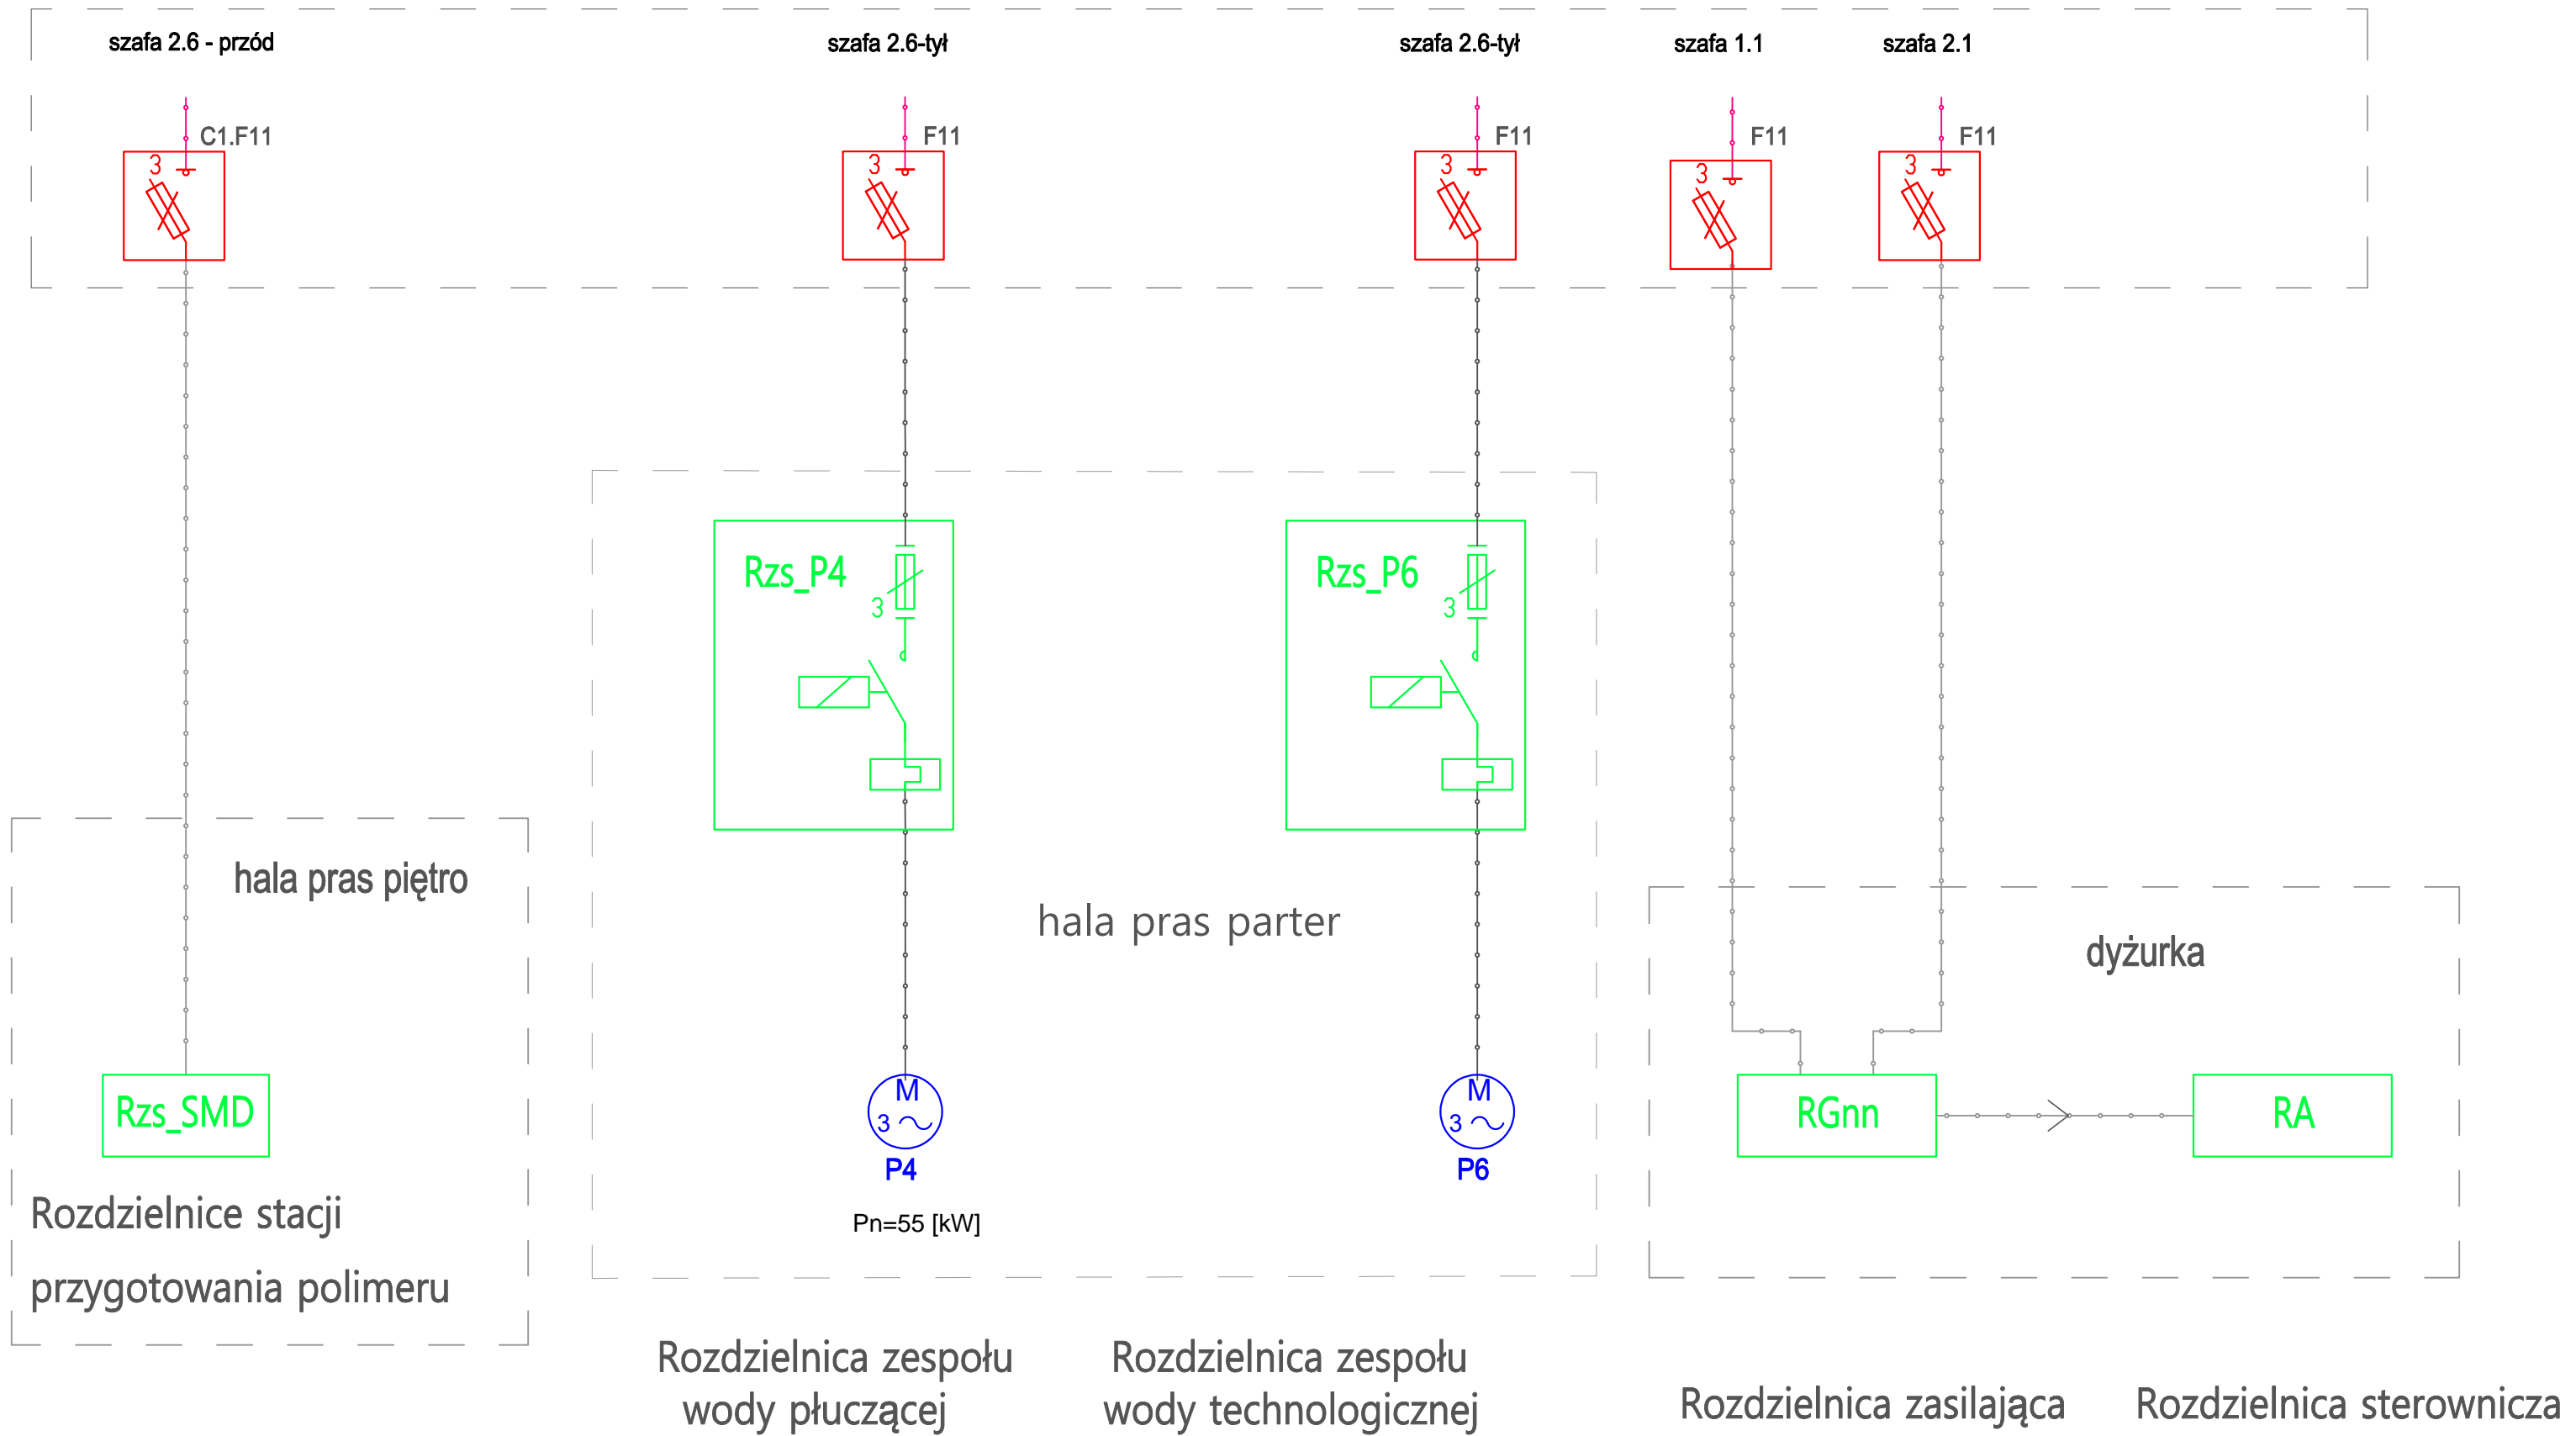 szafa 2.6 - przód
szafa 2.6-tył
szafa 2.6-tył
szafa 1.1
szafa 2.1
C1.F11
F11
F11
F11
F11
3
3
3
3
3
Rzs_P4
3
Rzs_P6
3
hala pras piętro
hala pras parter
dyżurka
Rzs_SMD
M
3
P4
Pn=55 [kW]
M
3
P6
RGnn
RA
Rozdzielnice stacji
przygotowania polimeru
Rozdzielnica zespołu
wody płuczącej
Rozdzielnica zespołu
wody technologicznej
Rozdzielnica zasilająca
Rozdzielnica sterownicza